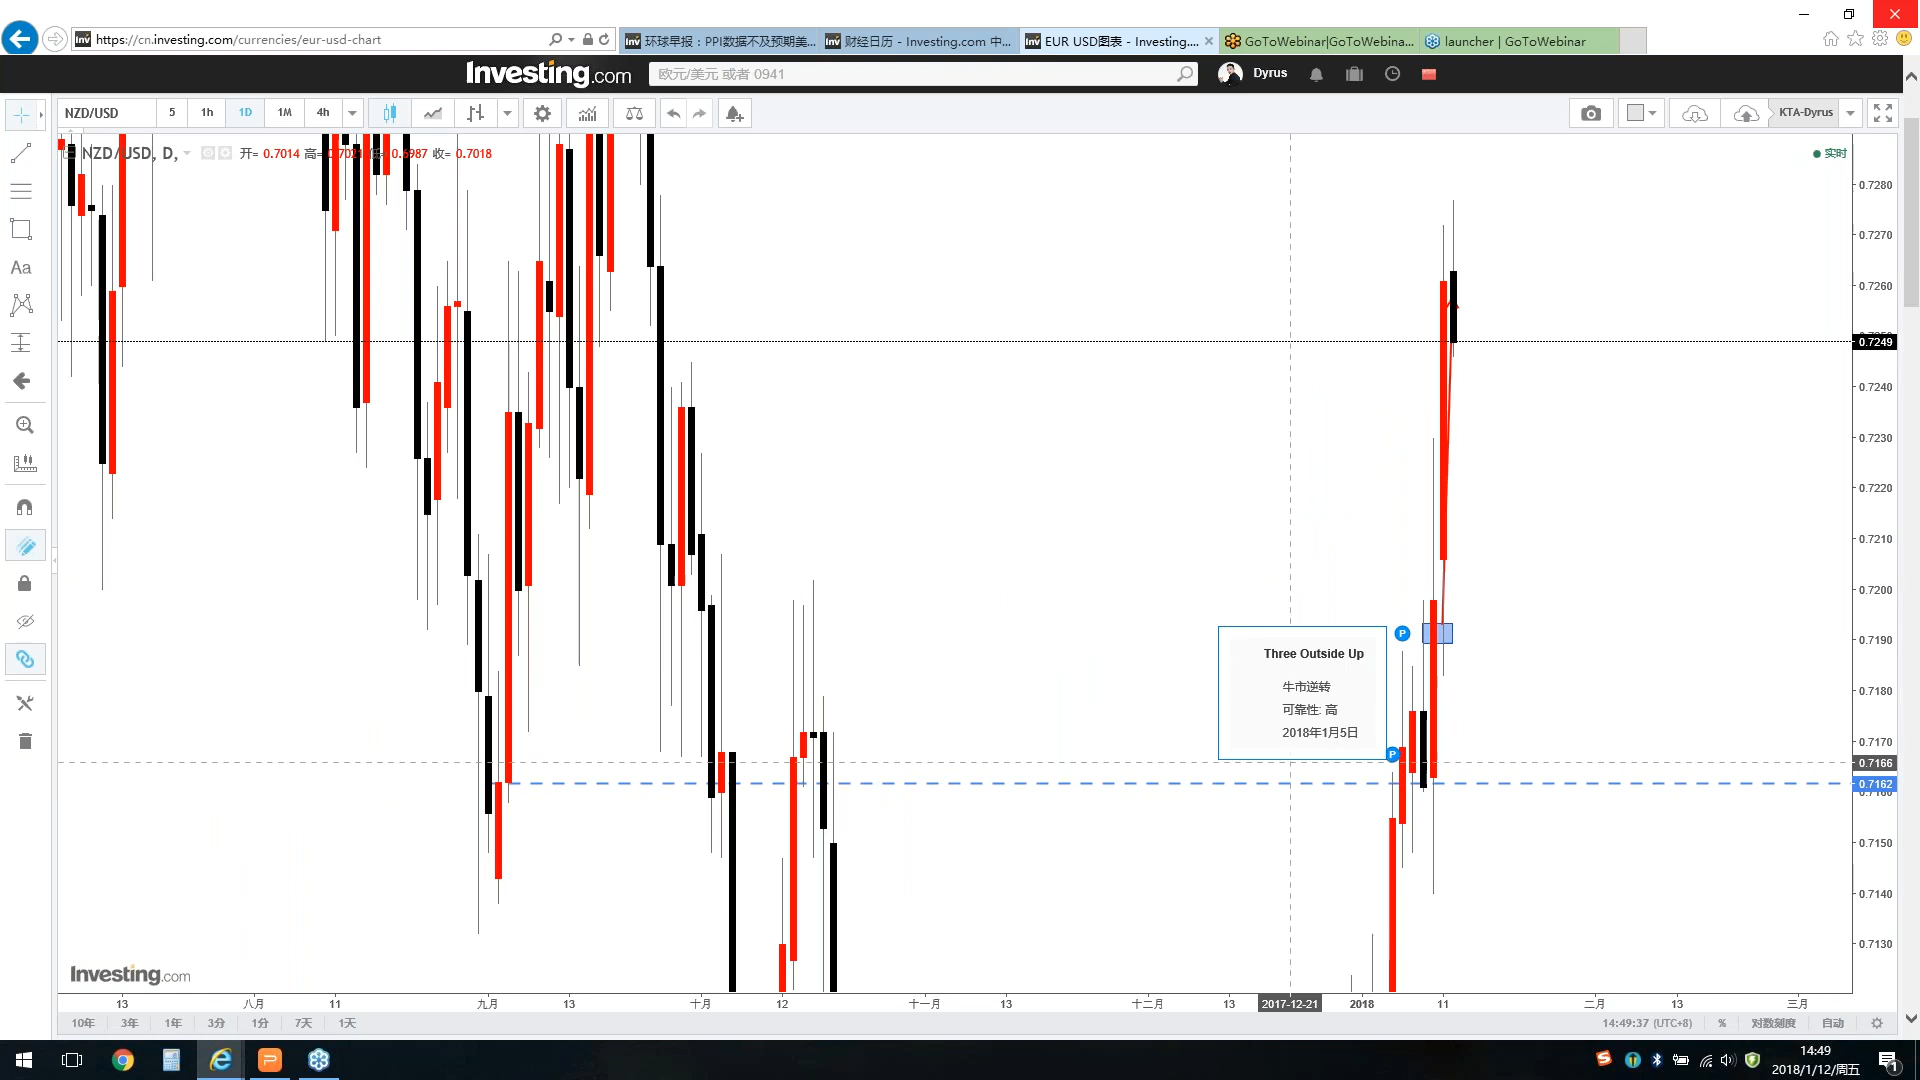 https://cn.investing.com/currencies/eur-usd-chart
环球早报：PPI数据不及预期美...
财经日历 - Investing.com 中...
EUR USD图表 - Investing....
GoToWebinar|GoToWebina...
launcher | GoToWebinar
Investing.com
欧元/美元 或者 0941
Dyrus
NZD/USD
5
1h
1D
1M
4h
KTA-Dyrus
NZD/USD, D,
开= 0.7014 高= 收= 0.7018
实时
0.7280
0.7270
0.7260
0.7249
0.7240
0.7230
0.7220
0.7210
0.7200
0.7190
0.7180
0.7170
0.7166
0.7162
0.7150
0.7140
0.7130
P
Three Outside Up
牛市逆转
可靠性: 高
2018年1月5日
P
Investing.com
13
八月
11
九月
13
十月
12
十一月
13
十二月
13
2017-12-21
2018
11
二月
13
三月
10年
3年
1年
3分
1分
7天
1天
14:49:37 (UTC+8)
%
对数刻度
自动
14:49
2018/1/12/周五
1